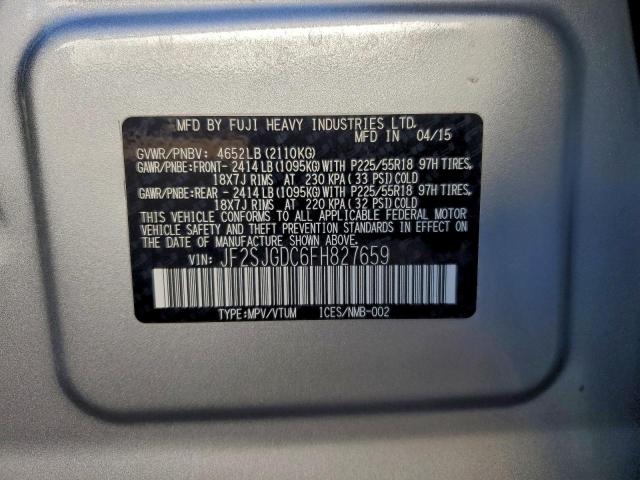 MFD BY FUJI HEAVY INDUSTRIES LTD.
MFD IN 04/15
GVWR/PNBV: 4652LB (2110KG)
GAWR/PNBE:FRONT- 2414LB(1095KG)WITH P225/55R18 97H TIRES,
18X7J RIMS AT 230 KPA (33 PSI)COLD
GAWR/PNBE:REAR - 2414LB(1095KG)WITH P225/55R18 97H TIRES,
18X7J RIMS AT 220 KPA (32 PSI)COLD
THIS VEHICLE CONFORMS TO ALL APPLICABLE FEDERAL MOTOR
VEHICLE SAFETY AND THEFT PREVENTION STANDARDS IN EFFECT
ON THE DATE OF MANUFACTURE SHOWN ABOVE.
VIN: JF2SJGDC6FH827659
TYPE:MPV/VTUM ICES/NMB-002